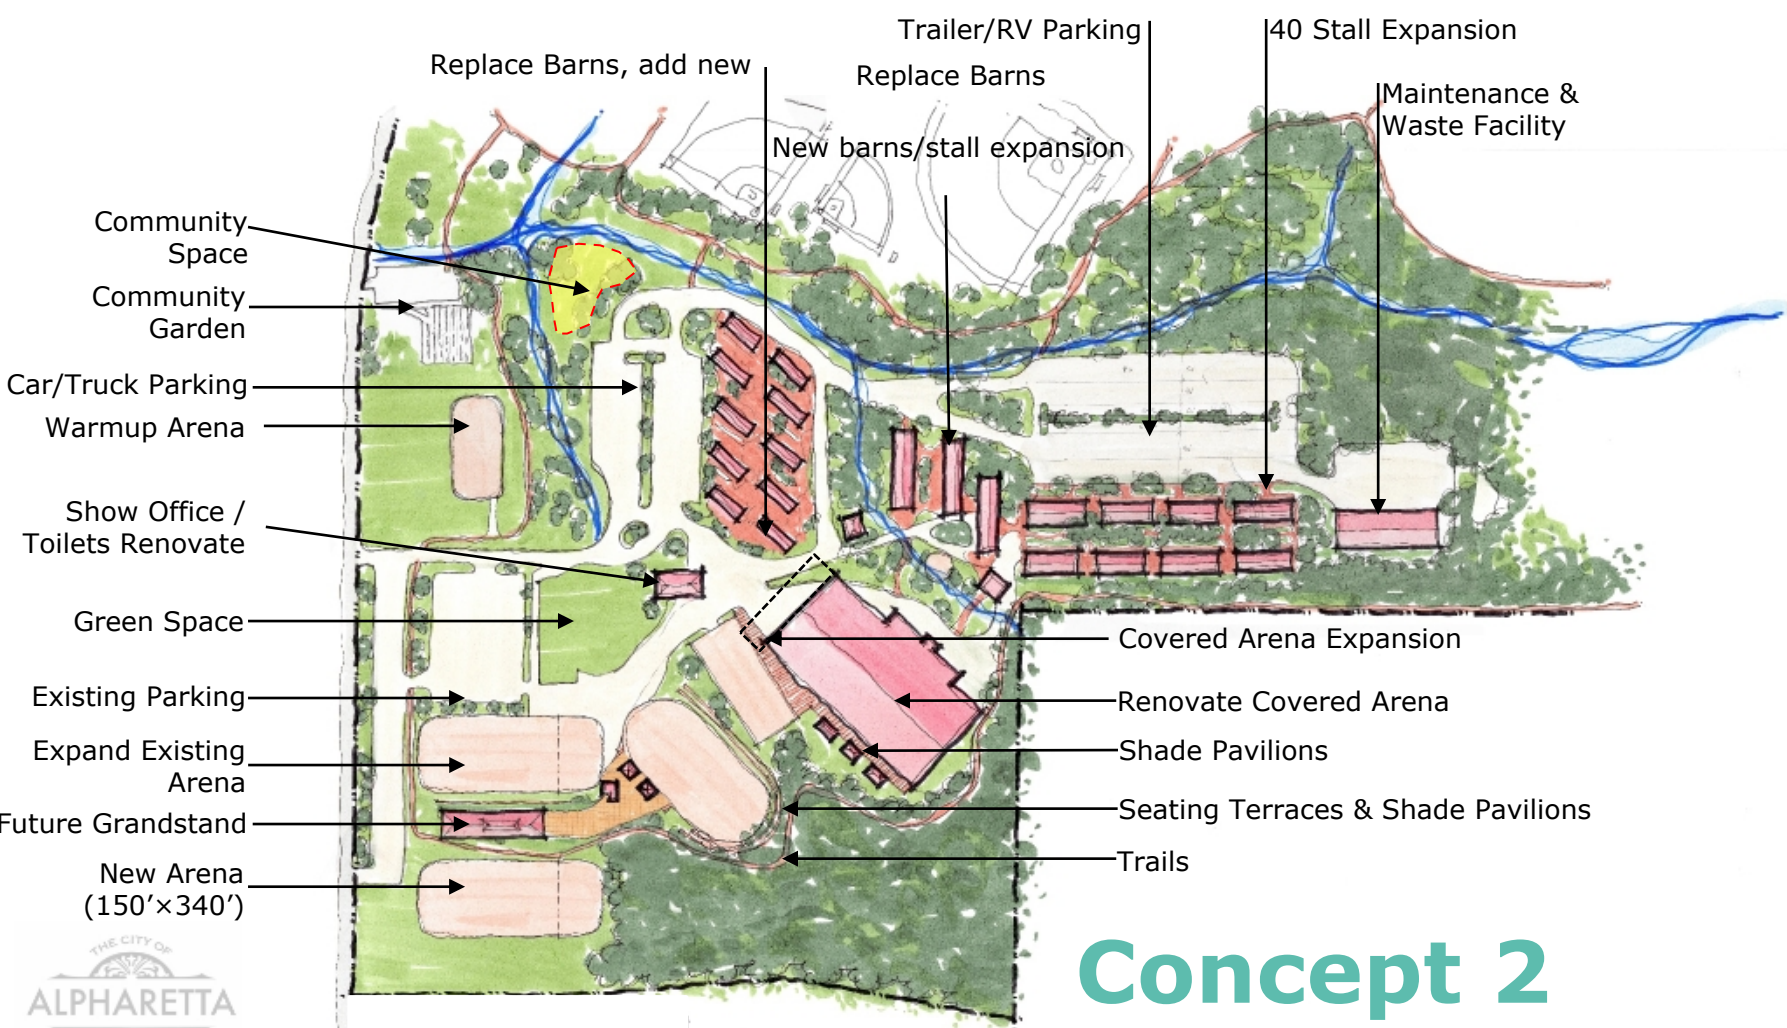 Trailer/RV Parking
40 Stall Expansion
Replace Barns, add new
Replace Barns
Maintenance &
Waste Facility
New barns/stall expansion
Community
Space
Community
Garden
Car/Truck Parking
Warmup Arena
Show Office /
Toilets Renovate
Green Space
Existing Parking
Expand Existing
Arena
Future Grandstand
New Arena
(150’×340’)
Covered Arena Expansion
Renovate Covered Arena
Shade Pavilions
Seating Terraces & Shade Pavilions
Trails
THE CITY OF
ALPHARETTA
Concept 2